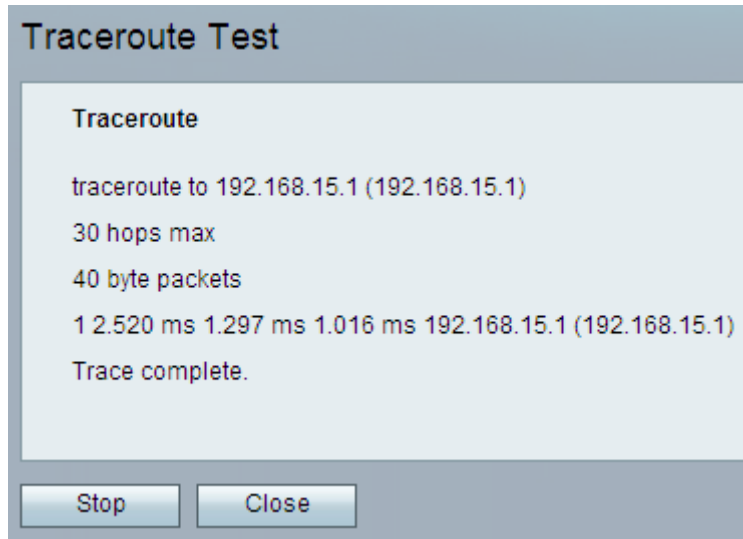 Traceroute Test
Traceroute
traceroute to 192.168.15.1 (192.168.15.1)
30 hops max
40 byte packets
1 2.520 ms 1.297 ms 1.016 ms 192.168.15.1 (192.168.15.1)
Trace complete.
Stop Close